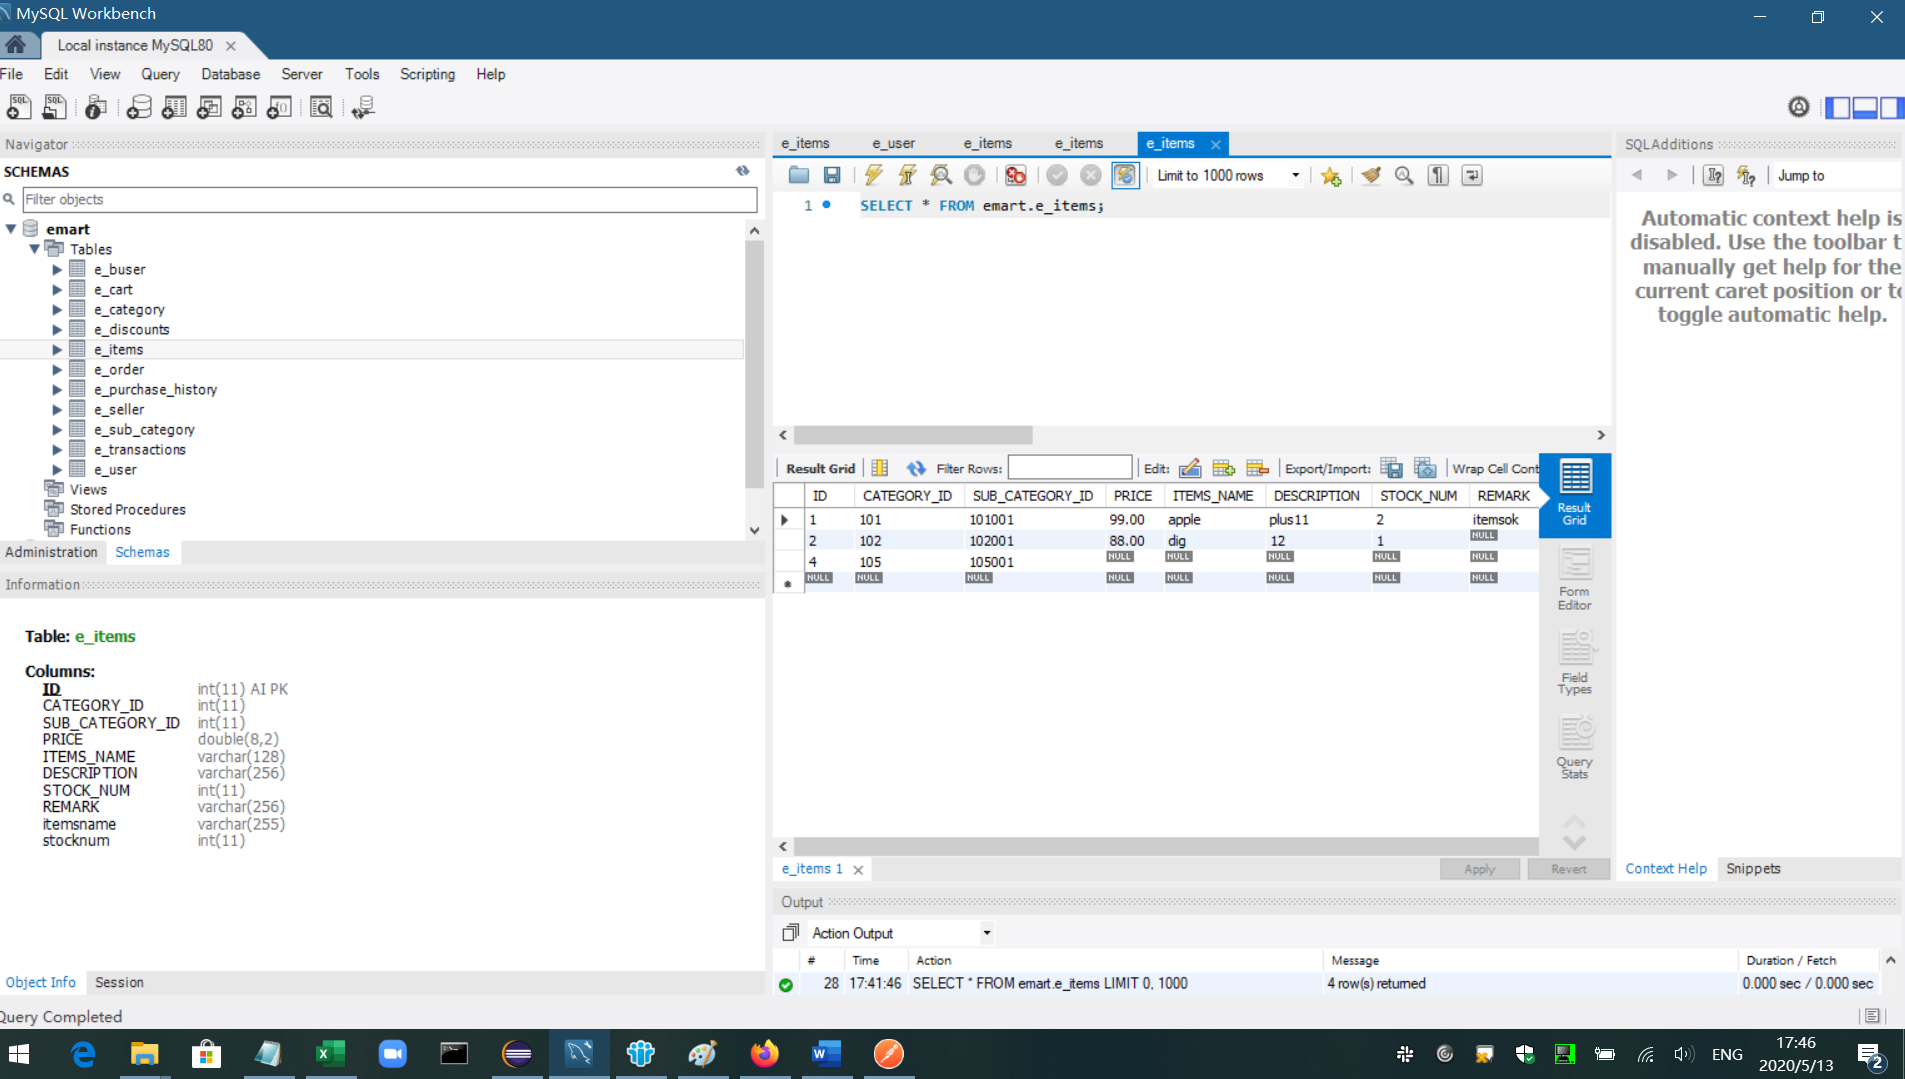 MySQL Workbench
Local instance MySQL80
File Edit View Query Database Server Tools Scripting Help
Navigator
SCHEMAS
Filter objects
emart
Tables
e_buser
e_cart
e_category
e_discounts
e_items
e_order
e_purchase_history
e_seller
e_sub_category
e_transactions
e_user
Views
Stored Procedures
Functions
Administration Schemas
Information
Table: e_items
Columns:
ID int(11) AI PK
CATEGORY_ID int(11)
SUB_CATEGORY_ID int(11)
PRICE double(8,2)
ITEMS_NAME varchar(128)
DESCRIPTION varchar(256)
STOCK_NUM int(11)
REMARK varchar(256)
itemsname varchar(255)
stocknum int(11)
Object Info Session
Query Completed
e_items e_user e_items e_items e_items
Limit to 1000 rows
1 SELECT * FROM emart.e_items;
Result Grid Filter Rows: Edit: Export/Import: Wrap Cell Cont
ID CATEGORY_ID SUB_CATEGORY_ID PRICE ITEMS_NAME DESCRIPTION STOCK_NUM REMARK
1 101 101001 99.00 apple plus11 2 itemsok
2 102 102001 88.00 dig 12 1 NULL
4 105 105001 NULL NULL NULL NULL NULL
NULL NULL NULL NULL NULL NULL NULL NULL
Result
Grid
Form
Editor
Field
Types
Query
Stats
e_items 1
Apply Revert
Output
Action Output
# Time Action Message Duration / Fetch
28 17:41:46 SELECT * FROM emart.e_items LIMIT 0, 1000 4 row(s) returned 0.000 sec / 0.000 sec
SQLAdditions
Jump to
Automatic context help is
disabled. Use the toolbar t
manually get help for the
current caret position or to
toggle automatic help.
Context Help Snippets
ENG
17:46
2020/5/13
2